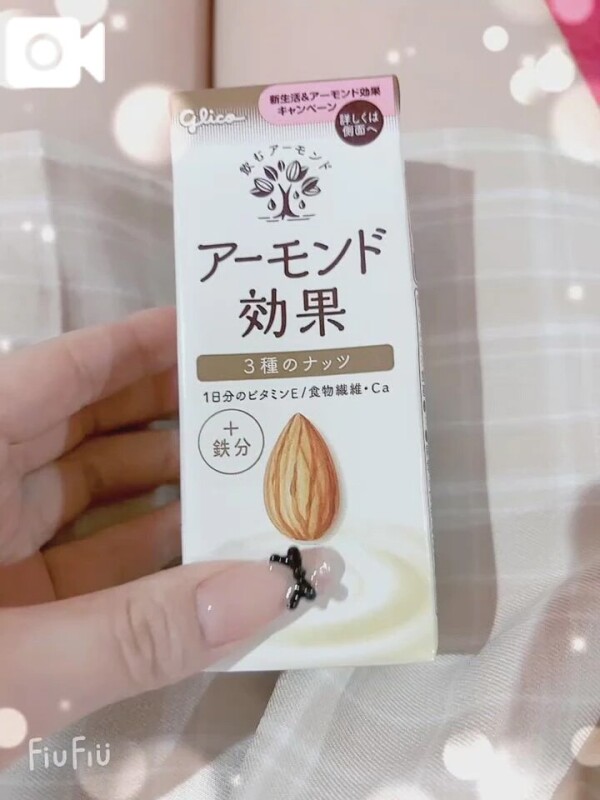 新生活&アーモンド効果
キャンペーン
詳しくは
側面へ
glico
飲むアーモンド
アーモンド
効果
3種のナッツ
1日分のビタミンE/食物繊維・Ca
+
鉄分
FiuFiu